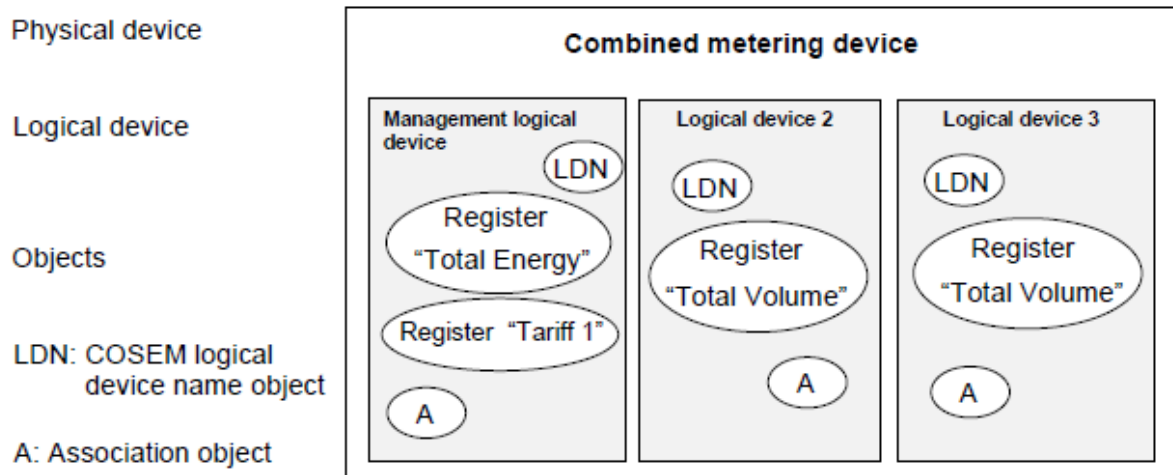 Physical device
Logical device
Objects
LDN: COSEM logical
device name object
A: Association object
Combined metering device
Management logical
device
LDN
Register
“Total Energy”
Register “Tariff 1”
A
Logical device 2
LDN
Register
“Total Volume”
A
Logical device 3
LDN
Register
“Total Volume”
A